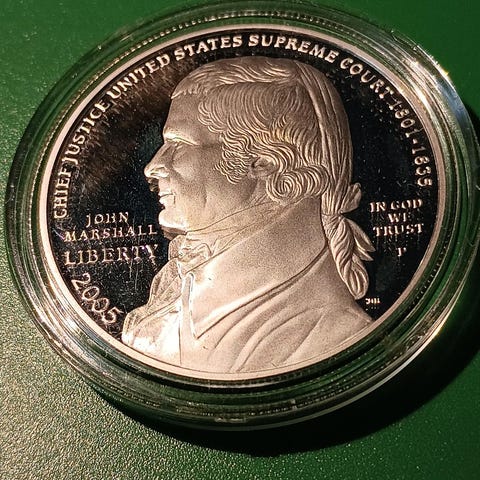 CHIEF JUSTICE UNITED STATES SUPREME COURT 1801-1835
JOHN
MARSHALL
LIBERTY
2005
IN GOD
WE
TRUST
P